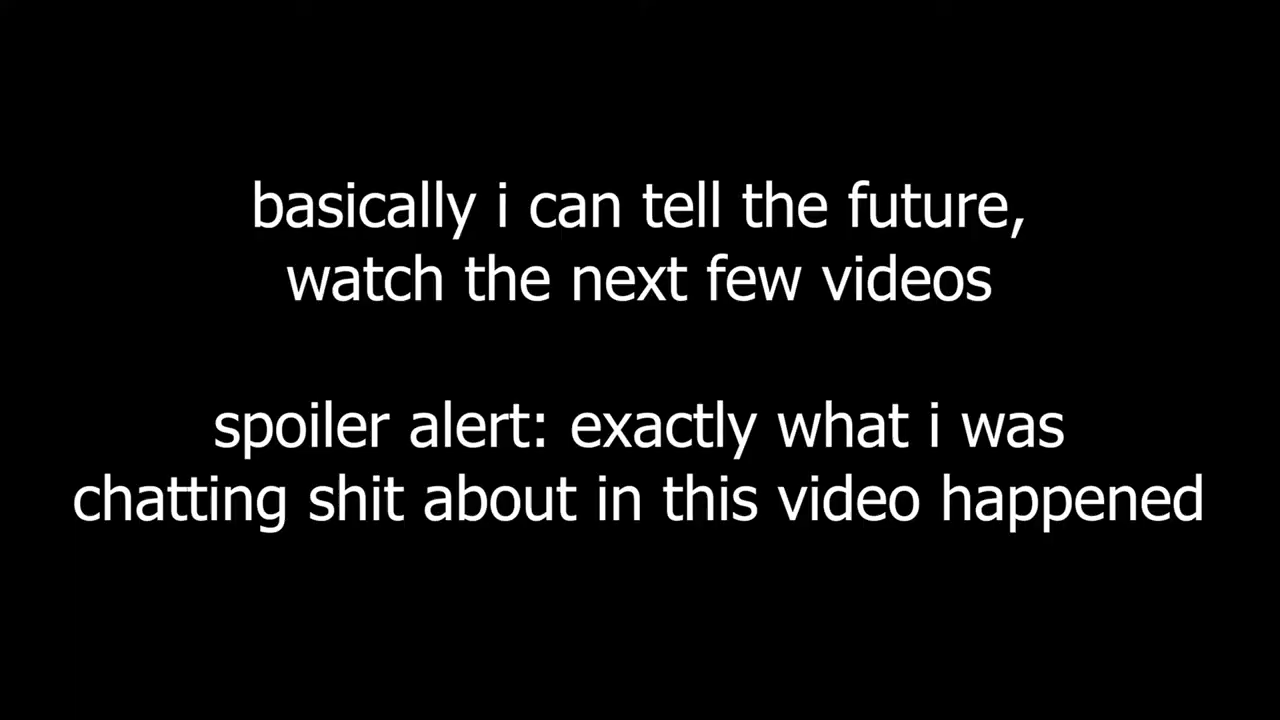 basically i can tell the future,
watch the next few videos
spoiler alert: exactly what i was
chatting shit about in this video happened